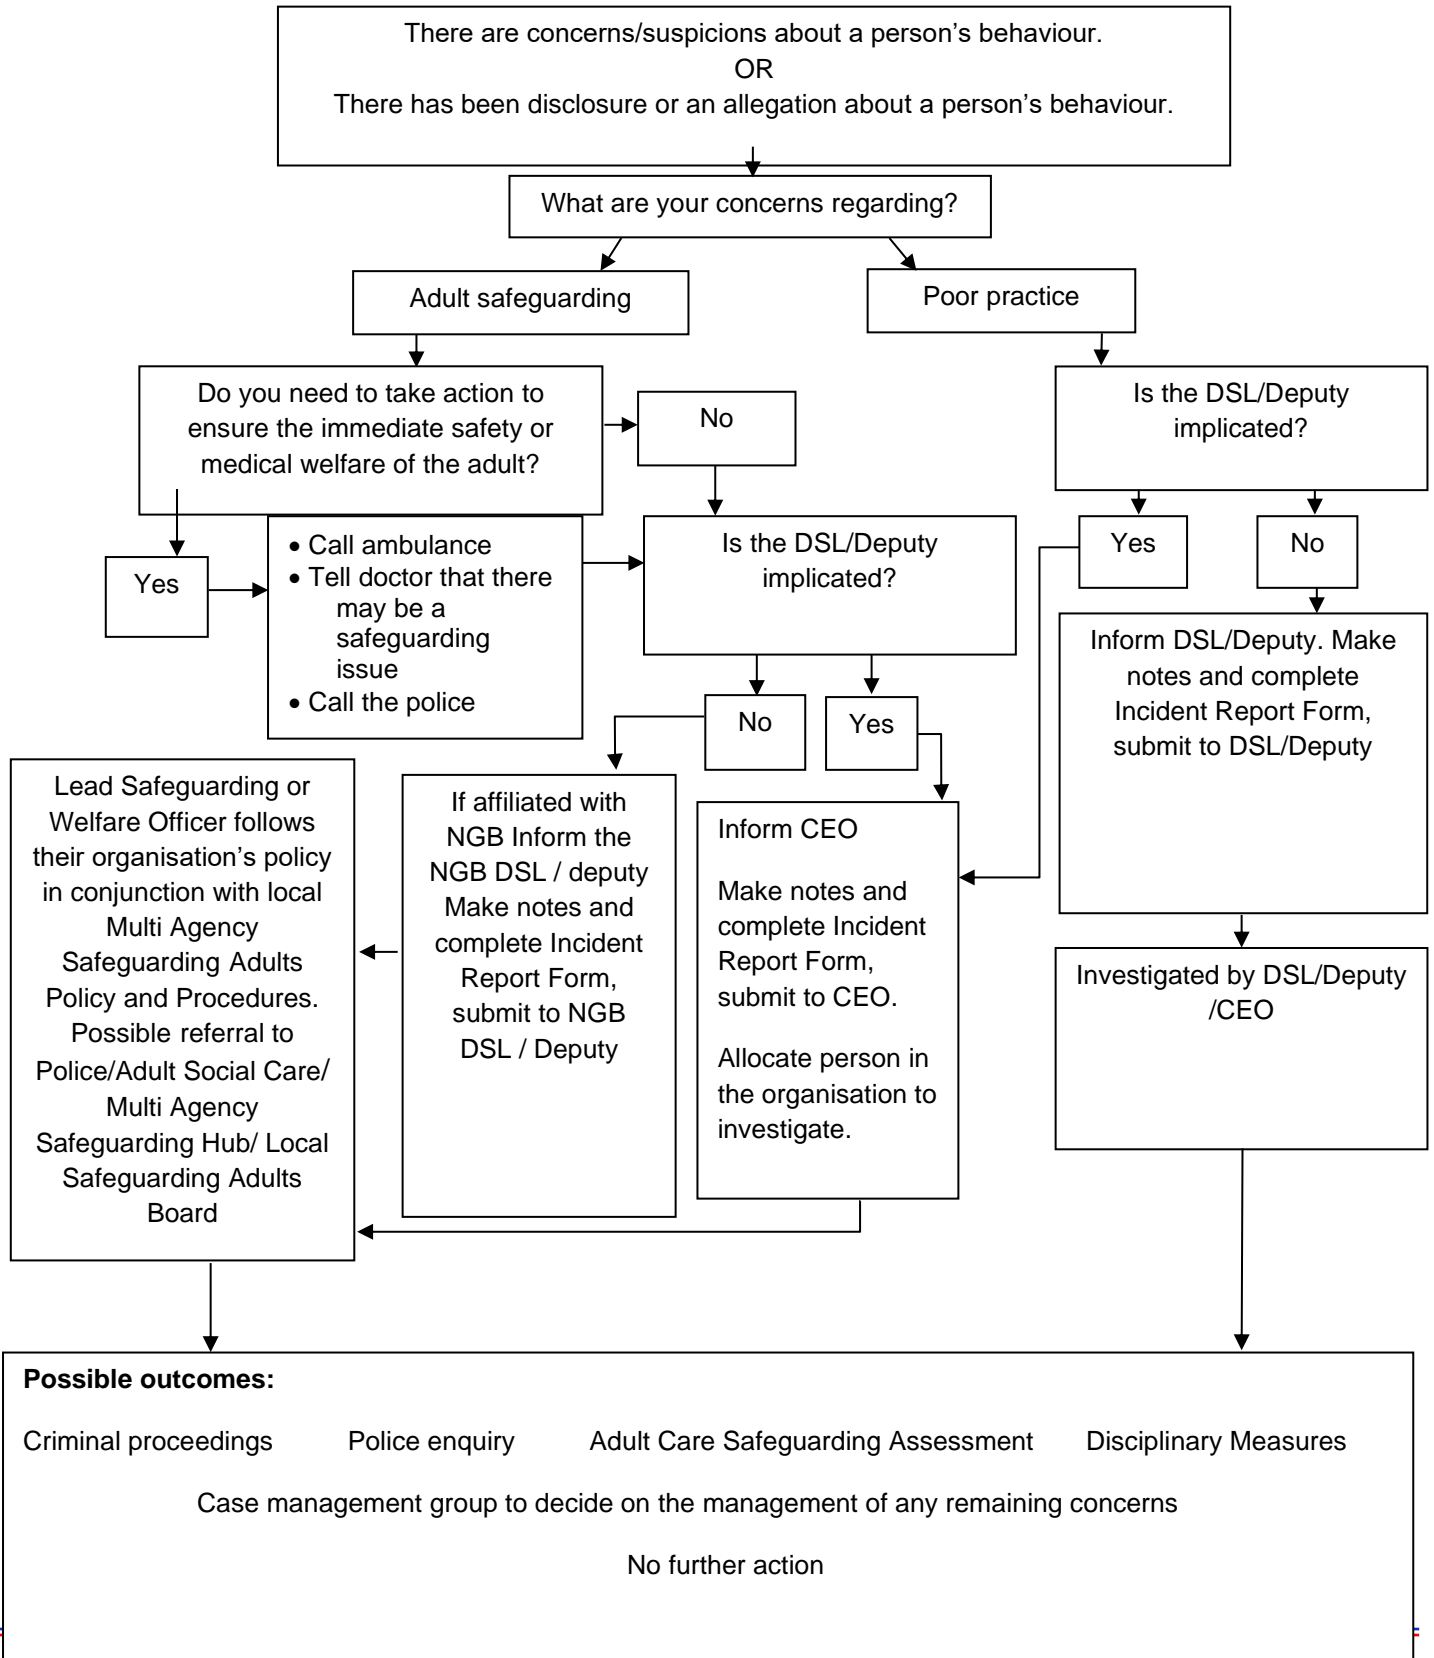 There are concerns/suspicions about a person’s behaviour.
OR
There has been disclosure or an allegation about a person’s behaviour.
What are your concerns regarding?
Adult safeguarding
Poor practice
Do you need to take action to
ensure the immediate safety or
medical welfare of the adult?
No
Is the DSL/Deputy
implicated?
Yes
• Call ambulance
• Tell doctor that there
may be a
safeguarding
issue
• Call the police
Is the DSL/Deputy
implicated?
Yes
No
No
Yes
Inform DSL/Deputy. Make
notes and complete
Incident Report Form,
submit to DSL/Deputy
Lead Safeguarding or
Welfare Officer follows
their organisation’s policy
in conjunction with local
Multi Agency
Safeguarding Adults
Policy and Procedures.
Possible referral to
Police/Adult Social Care/
Multi Agency
Safeguarding Hub/ Local
Safeguarding Adults
Board
If affiliated with
NGB Inform the
NGB DSL / deputy
Make notes and
complete Incident
Report Form,
submit to NGB
DSL / Deputy
Inform CEO
Make notes and
complete Incident
Report Form,
submit to CEO.
Allocate person in
the organisation to
investigate.
Investigated by DSL/Deputy
/CEO
Possible outcomes:
Criminal proceedings Police enquiry Adult Care Safeguarding Assessment Disciplinary Measures
Case management group to decide on the management of any remaining concerns
No further action